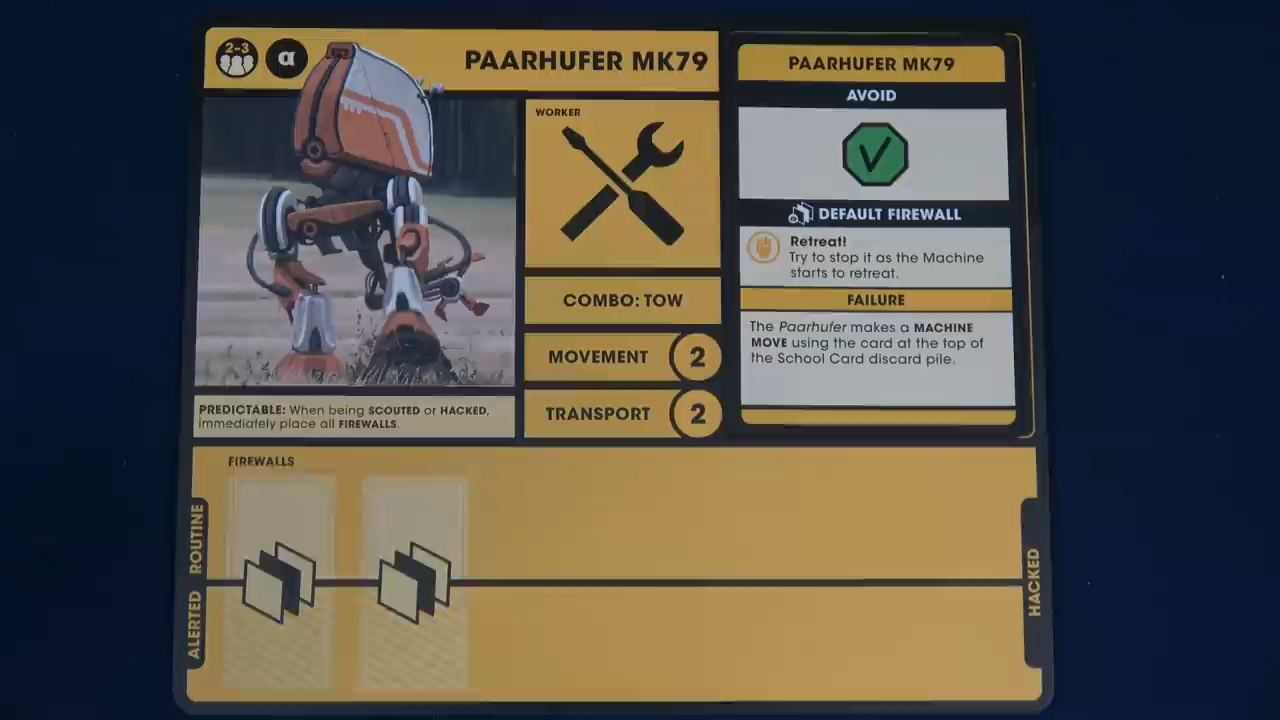 2-3
α
PAARHUFER MK79
WORKER
COMBO: TOW
MOVEMENT 2
TRANSPORT 2
PREDICTABLE: When being SCOUTED or HACKED,
immediately place all FIREWALLS.
PAARHUFER MK79
AVOID
DEFAULT FIREWALL
Retreat!
Try to stop it as the Machine
starts to retreat.
FAILURE
The Paarhufer makes a MACHINE
MOVE using the card at the top of
the School Card discard pile.
FIREWALLS
ROUTINE
ALERTED
HACKED